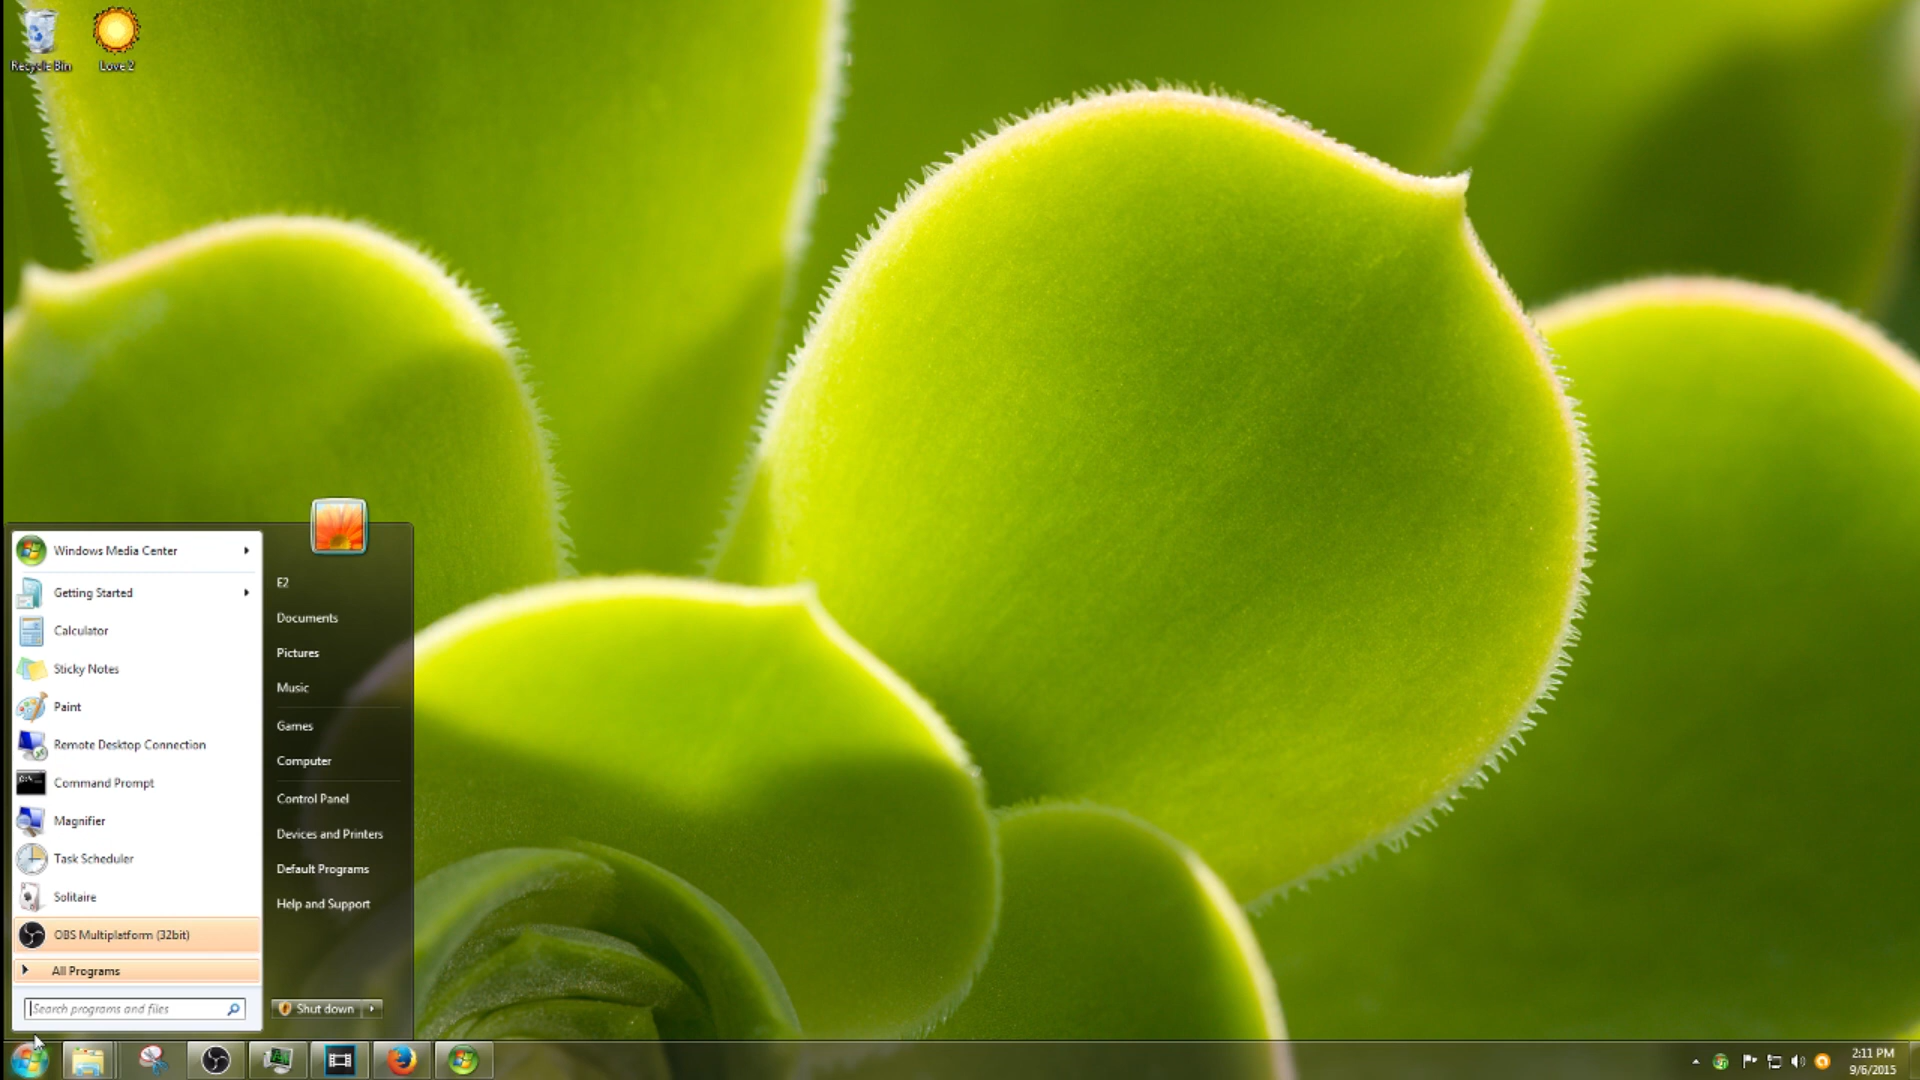 Recycle Bin
Love 2
Windows Media Center
Getting Started
Calculator
Sticky Notes
Paint
Remote Desktop Connection
Command Prompt
Magnifier
Task Scheduler
Solitaire
OBS Multiplatform (32bit)
All Programs
Search programs and files
E2
Documents
Pictures
Music
Games
Computer
Control Panel
Devices and Printers
Default Programs
Help and Support
Shut down
2:11 PM
9/6/2015